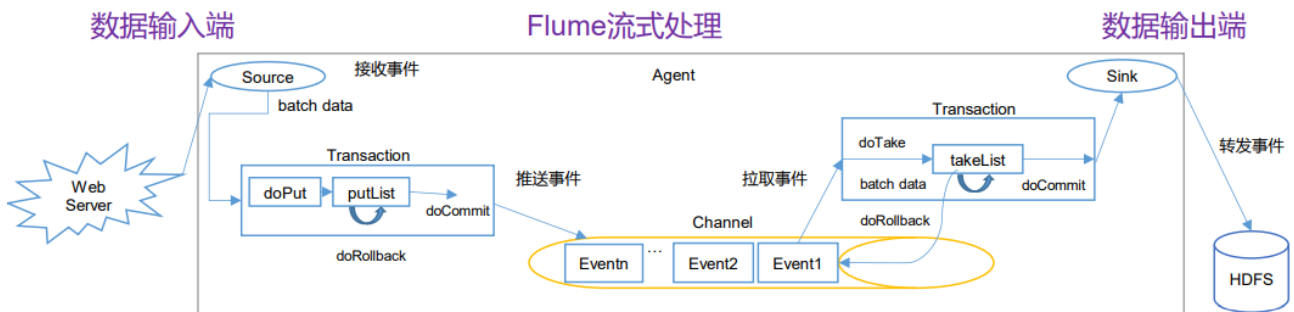 数据输入端 Flume流式处理 数据输出端
Source 接收事件 Agent Sink
batch data
Transaction
doTake takeList
batch data doCommit
转发事件
Web
Server
Transaction
doPut putList doCommit
doRollback
推送事件 拉取事件
doRollback
Channel
Eventn ... Event2 Event1
HDFS